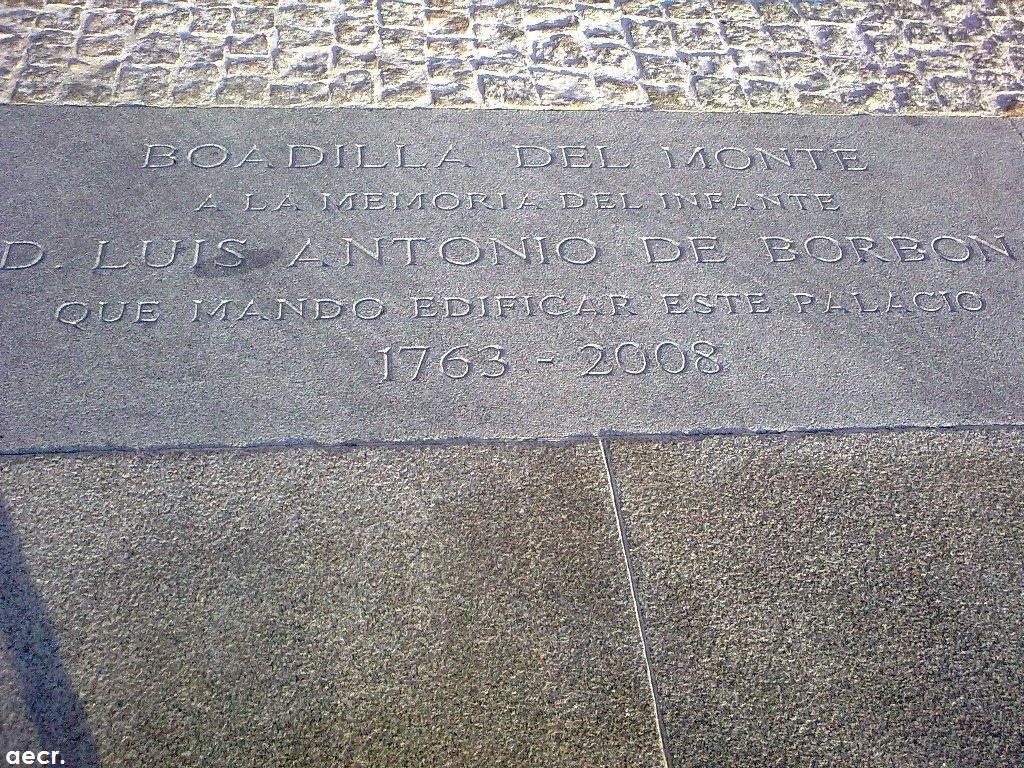 BOADILLA DEL MONTE
A LA MEMORIA DEL INFANTE
D. LUIS ANTONIO DE BORBON
QUE MANDO EDIFICAR ESTE PALACIO
1763 - 2008
aecr.